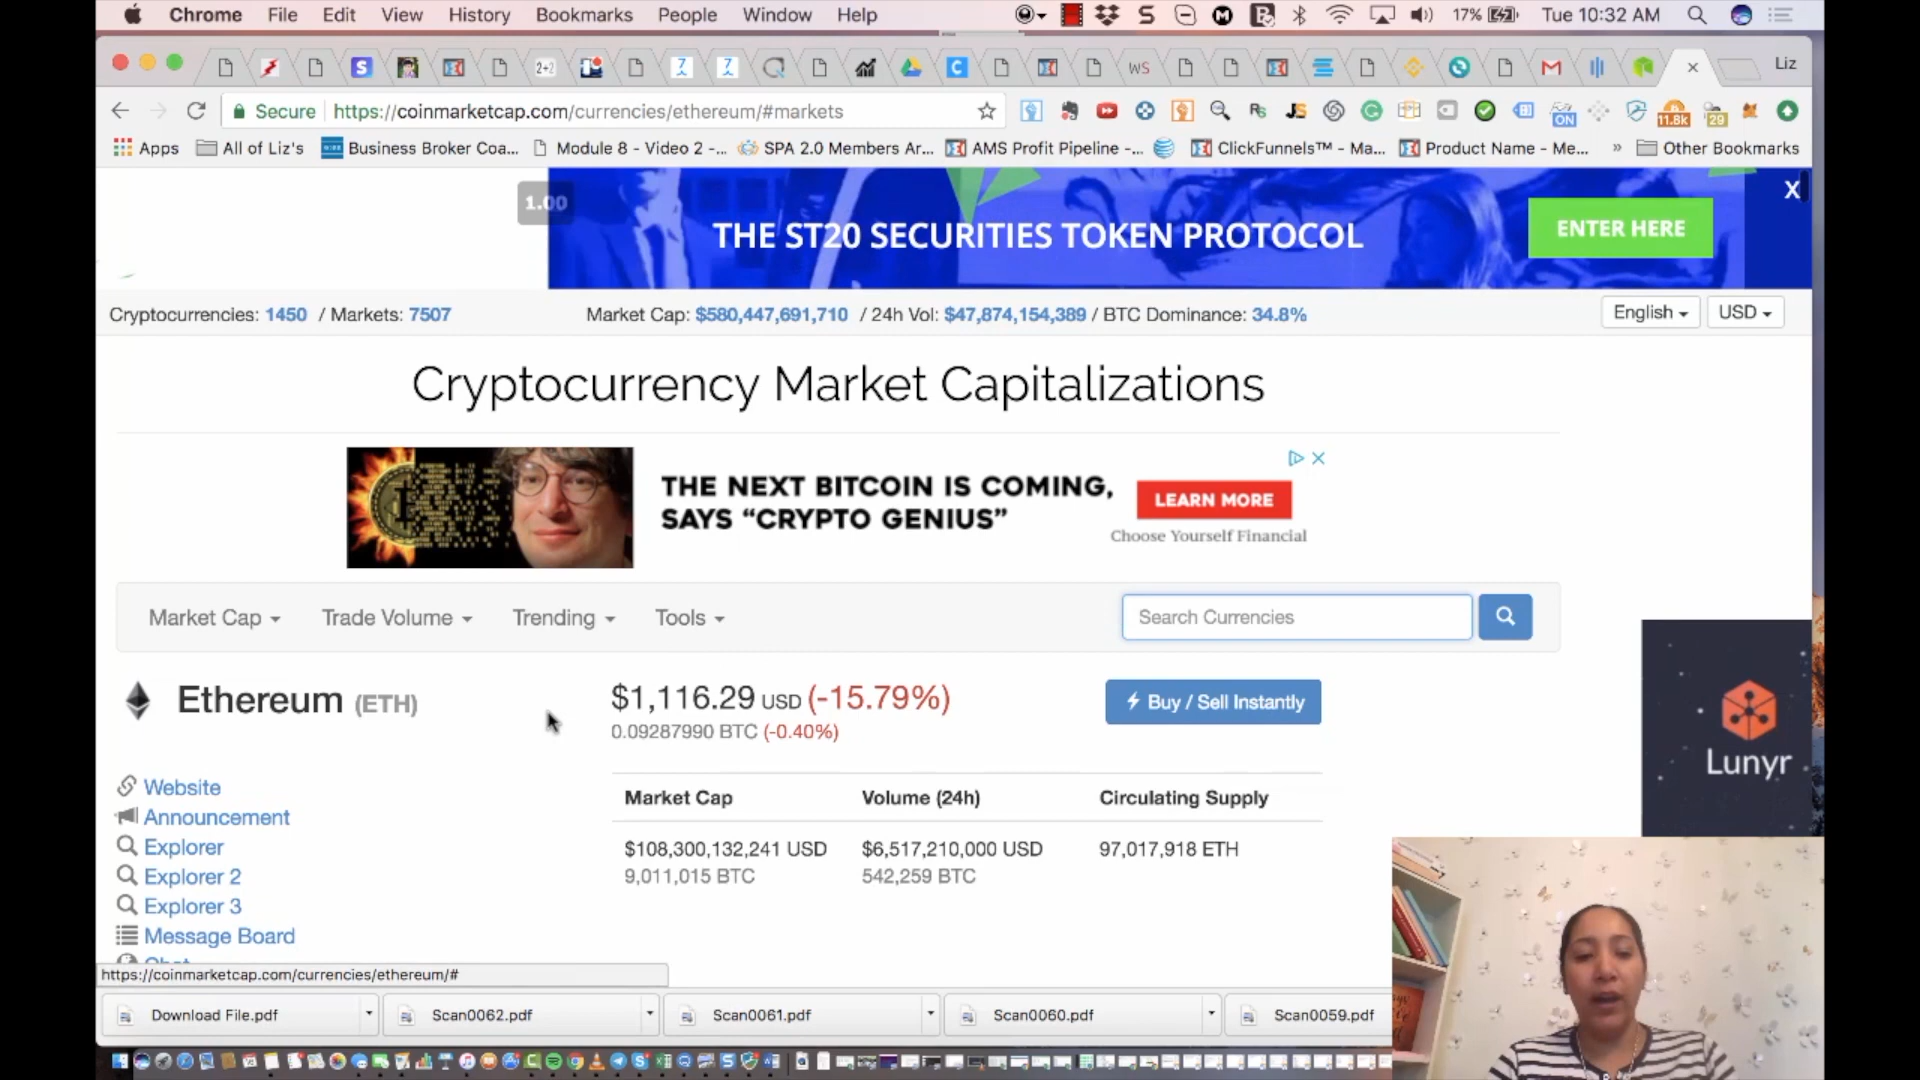 Chrome File Edit View History Bookmarks People Window Help 17% Tue 10:32 AM
2+2 WS Liz
Secure https://coinmarketcap.com/currencies/ethereum/#markets ON 11.8k 29
Apps All of Liz's Business Broker Coa... Module 8 - Video 2 -... SPA 2.0 Members Ar... AMS Profit Pipeline -... ClickFunnels™ - Ma... Product Name - Me... » Other Bookmarks
1.00
THE ST20 SECURITIES TOKEN PROTOCOL
ENTER HERE
X
Cryptocurrencies: 1450 / Markets: 7507 Market Cap: $580,447,691,710 / 24h Vol: $47,874,154,389 / BTC Dominance: 34.8% English USD
Cryptocurrency Market Capitalizations
THE NEXT BITCOIN IS COMING,
SAYS “CRYPTO GENIUS”
LEARN MORE
Choose Yourself Financial
Market Cap Trade Volume Trending Tools Search Currencies
Ethereum (ETH) $1,116.29 USD (-15.79%) Buy / Sell Instantly
0.09287990 BTC (-0.40%)
Lunyr
Website
Announcement
Explorer
Explorer 2
Explorer 3
Message Board
Chat
Market Cap Volume (24h) Circulating Supply
$108,300,132,241 USD $6,517,210,000 USD 97,017,918 ETH
9,011,015 BTC 542,259 BTC
https://coinmarketcap.com/currencies/ethereum/#
Download File.pdf Scan0062.pdf Scan0061.pdf Scan0060.pdf Scan0059.pdf